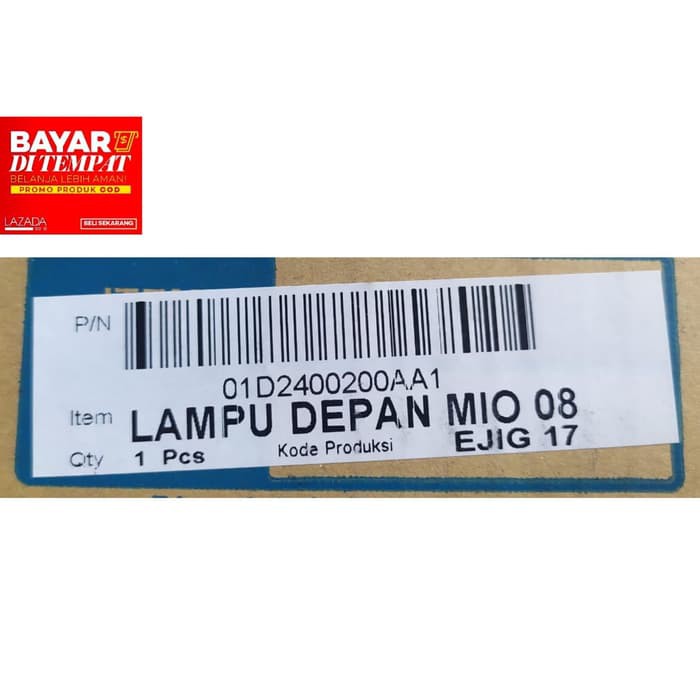 BAYAR
DI TEMPAT
BELANJA LEBIH AMAN!
PROMO PRODUK COD
LAZADA
BELI SEKARANG
P/N
01D2400200AA1
Item LAMPU DEPAN MIO 08
Qty 1 Pcs Kode Produksi EJIG 17